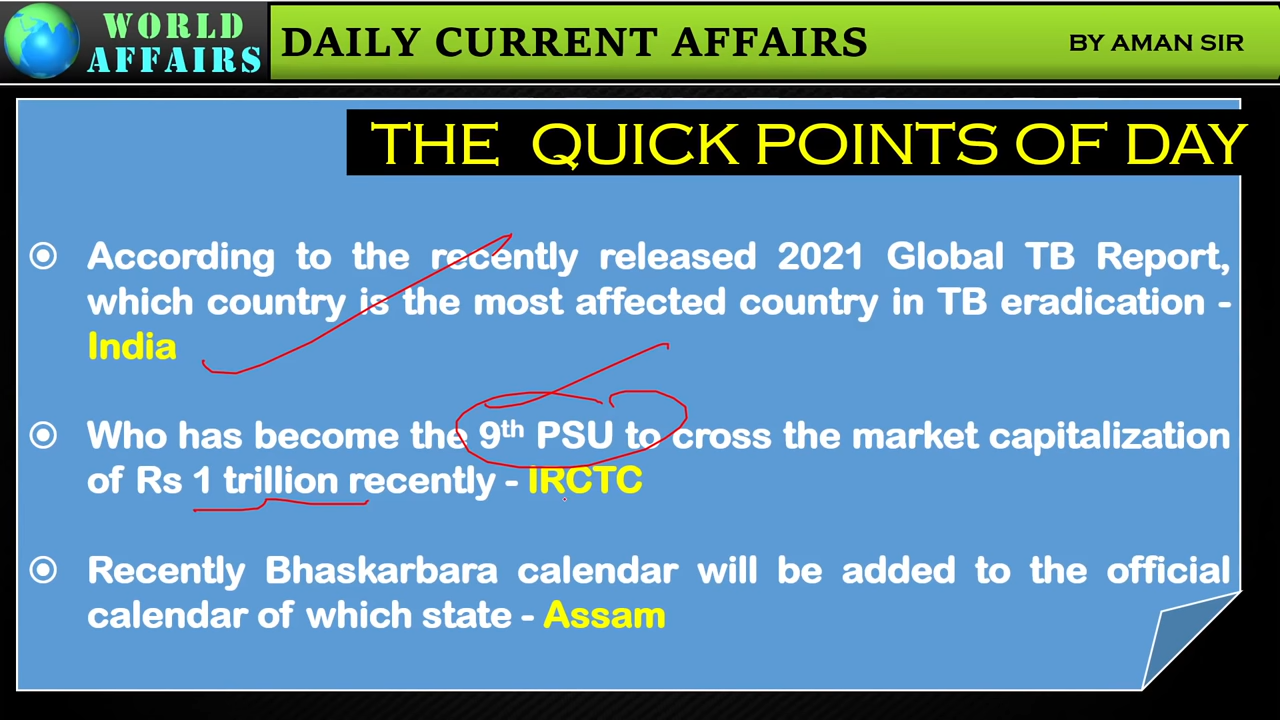 WORLD
AFFAIRS
DAILY CURRENT AFFAIRS
BY AMAN SIR
THE QUICK POINTS OF DAY
According to the recently released 2021 Global TB Report,
which country is the most affected country in TB eradication -
India
Who has become the 9th PSU to cross the market capitalization
of Rs 1 trillion recently - IRCTC
Recently Bhaskarbara calendar will be added to the official
calendar of which state - Assam